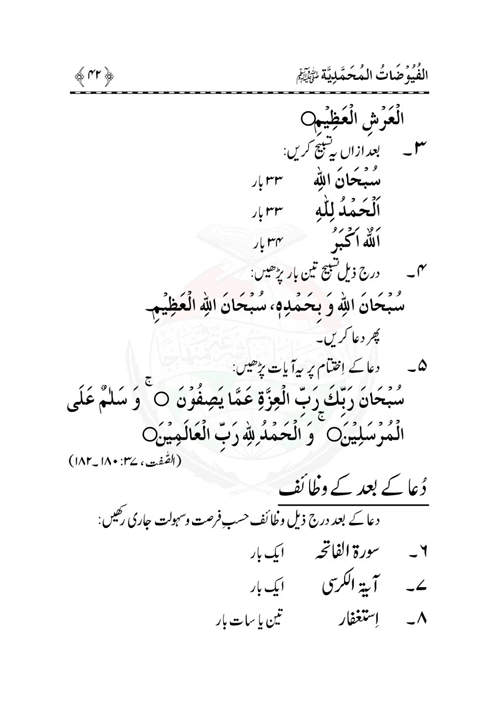 الفُيُوْضَاتُ الْمُحَمَّدِيَّة ﷺ ﴿۴۲﴾
الْعَرْشِ الْعَظِيْمِ○
۳۔ بعد ازاں یہ تسبیح کریں:
سُبْحَانَ اللهِ ۳۳ بار
اَلْحَمْدُ لِلّٰهِ ۳۳ بار
اَللهُ اَكْبَرُ ۳۴ بار
۴۔ درج ذیل تسبیح تین بار پڑھیں:
سُبْحَانَ اللهِ وَ بِحَمْدِهٖ، سُبْحَانَ اللهِ الْعَظِيْمِ۔
پھر دعا کریں۔
۵۔ دعا کے اِختتام پر یہ آیات پڑھیں:
سُبْحَانَ رَبِّكَ رَبِّ الْعِزَّةِ عَمَّا يَصِفُوْنَ ○ۚ وَ سَلٰمٌ عَلَى
الْمُرْسَلِيْنَ○ۚ وَ الْحَمْدُ لِلّٰهِ رَبِّ الْعَالَمِيْنَ○
(الصّٰفّٰت، ۳۷: ۱۸۰۔۱۸۲)
دُعا کے بعد کے وظائف
دعا کے بعد درج ذیل وظائف حسبِ فرصت و سہولت جاری رکھیں:
۶۔ سورۃ الفاتحہ ایک بار
۷۔ آیۃ الکرسی ایک بار
۸۔ اِستغفار تین یا سات بار